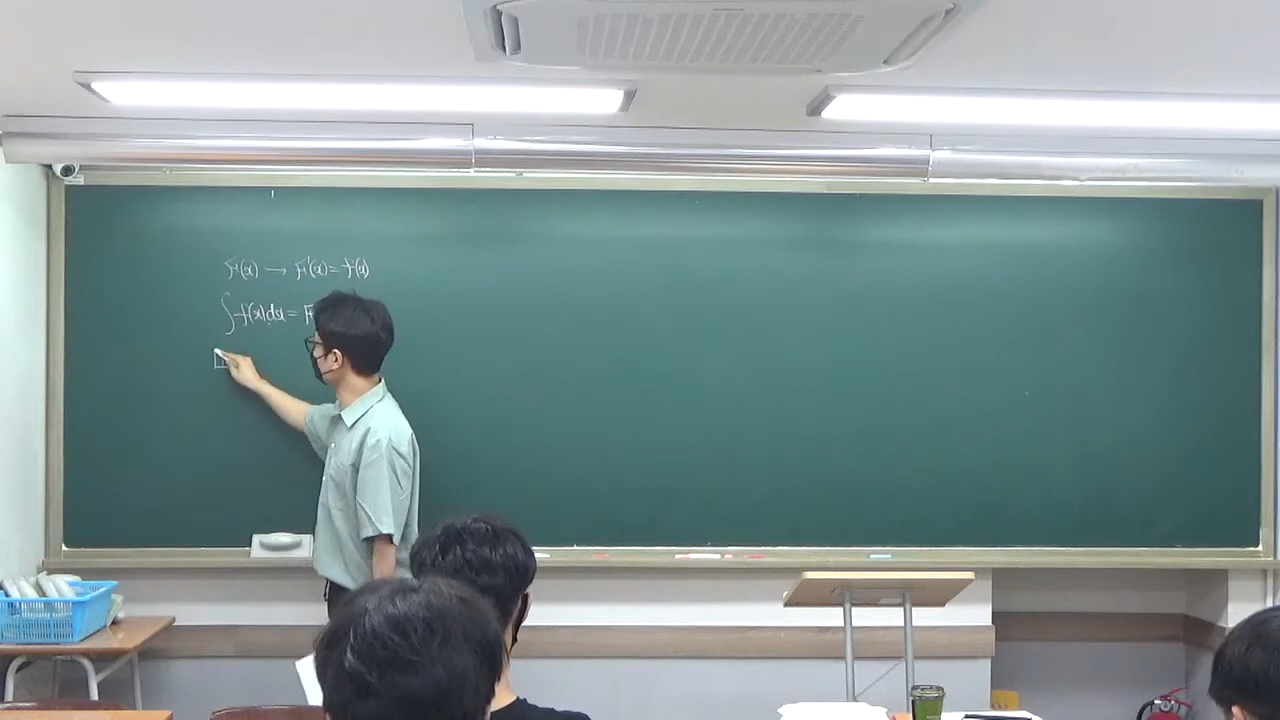 F(x) → F'(x) = f(x)
∫f(x)dx = F